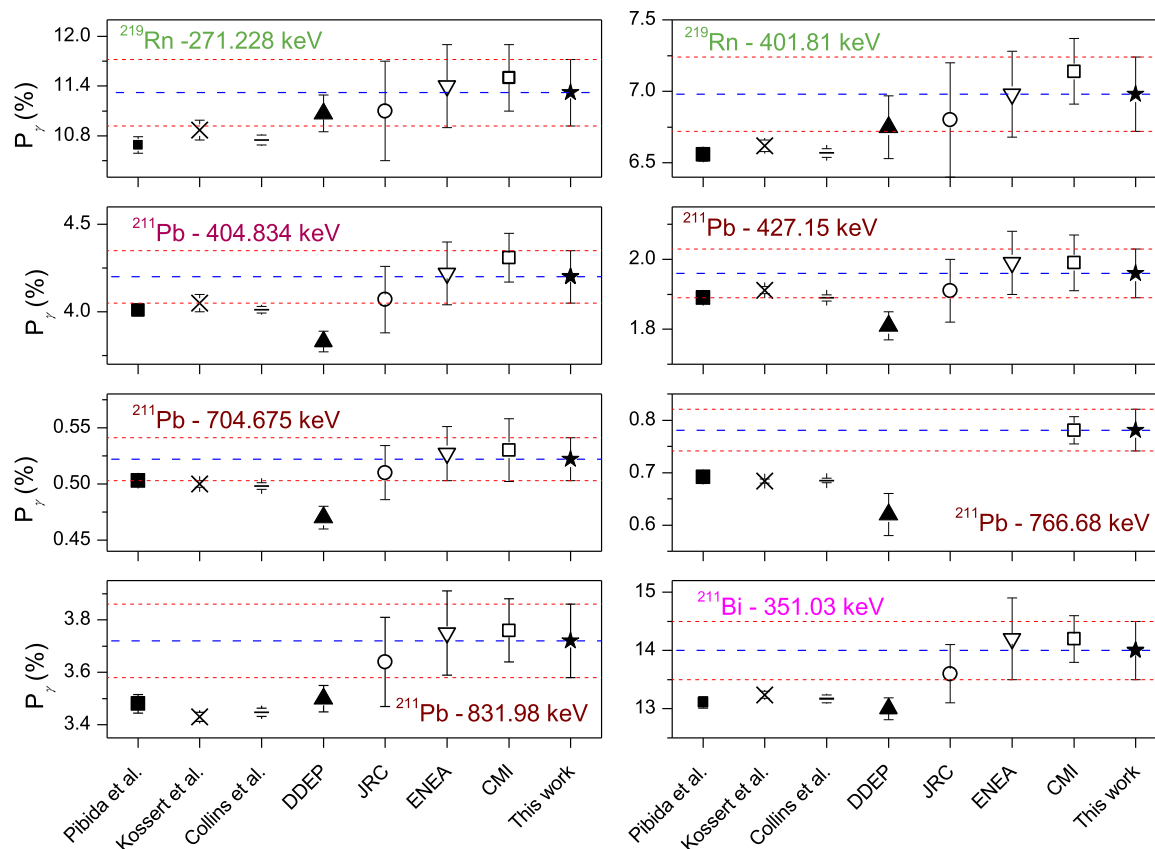 ²¹⁹Rn -271.228 keV
12.0
11.4
10.8
P_γ (%)
²¹⁹Rn - 401.81 keV
7.5
7.0
6.5
²¹¹Pb - 404.834 keV
4.5
4.0
P_γ (%)
²¹¹Pb - 427.15 keV
2.0
1.8
²¹¹Pb - 704.675 keV
0.55
0.50
0.45
P_γ (%)
0.8
0.7
0.6
²¹¹Pb - 766.68 keV
3.8
3.6
3.4
P_γ (%)
²¹¹Pb - 831.98 keV
²¹¹Bi - 351.03 keV
15
14
13
Pibida et al.
Kossert et al.
Collins et al.
DDEP
JRC
ENEA
CMI
This work
Pibida et al.
Kossert et al.
Collins et al.
DDEP
JRC
ENEA
CMI
This work